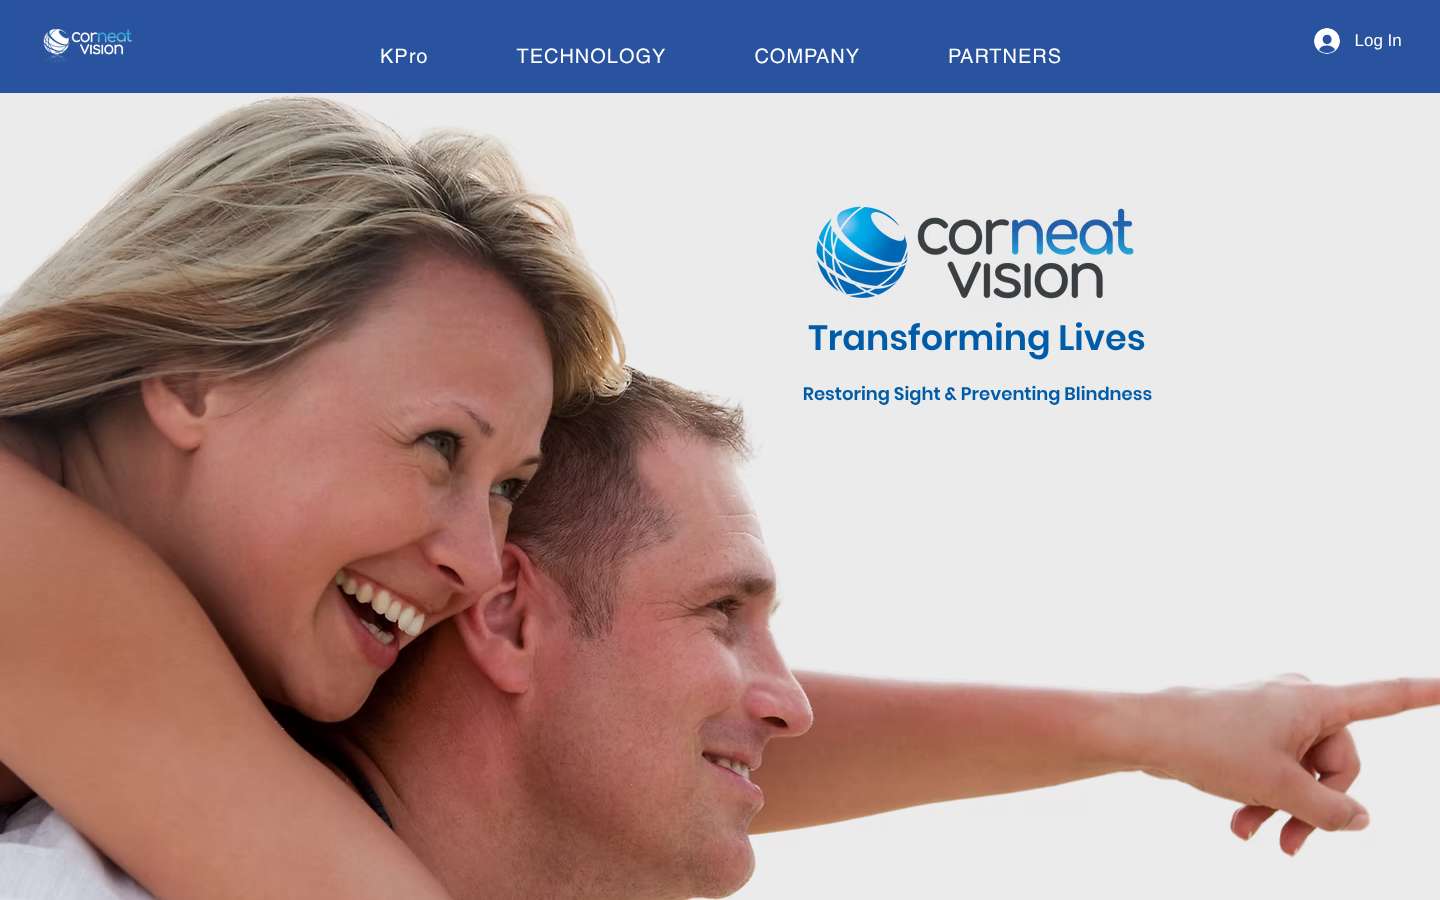 corneat
vision
KPro
TECHNOLOGY
COMPANY
PARTNERS
Log In
corneat
vision
Transforming Lives
Restoring Sight & Preventing Blindness